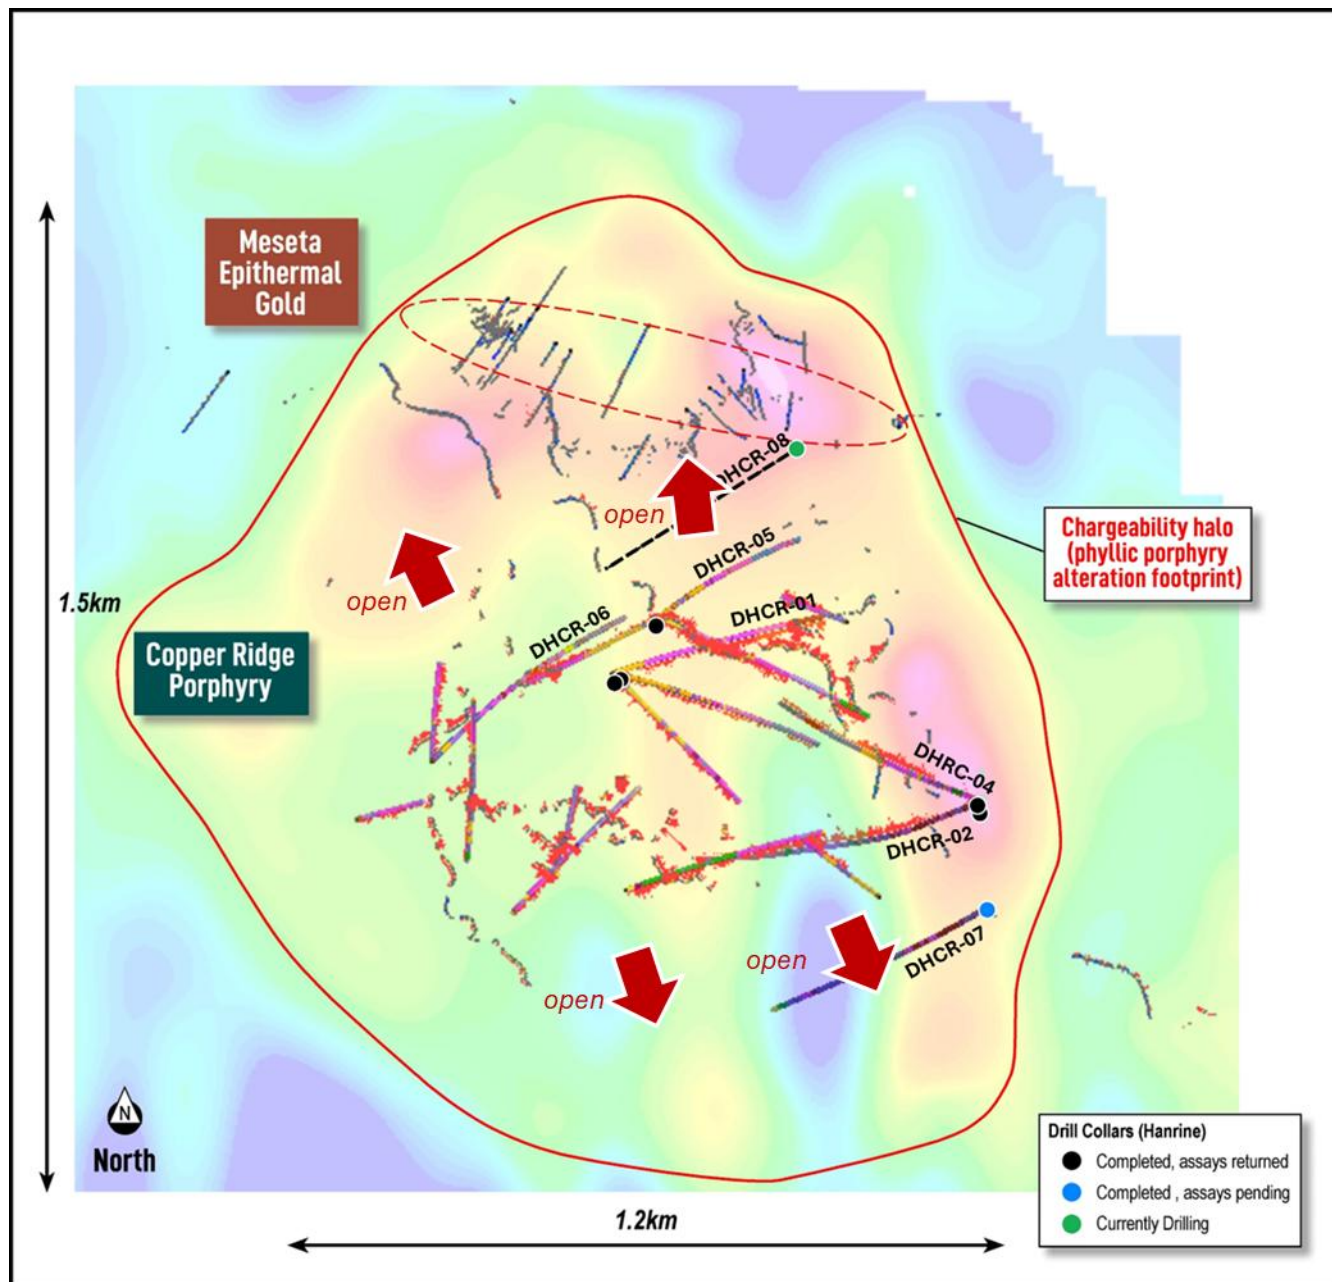 Meseta
Epithermal
Gold
DHCR-08
open
DHCR-05
Chargeability halo
(phyllic porphyry
alteration footprint)
open
1.5km
DHCR-06
DHCR-01
Copper Ridge
Porphyry
DHRC-04
DHCR-02
open
DHCR-07
open
N
North
1.2km
Drill Collars (Hanrine)
Completed, assays returned
Completed , assays pending
Currently Drilling